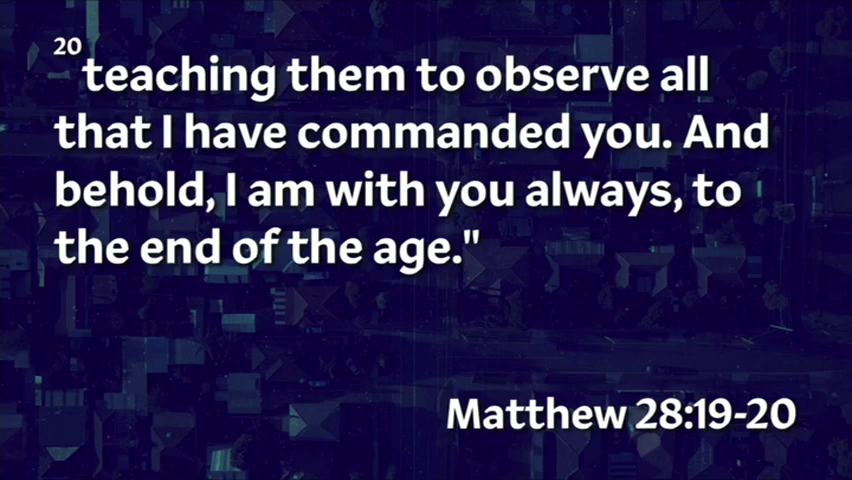 20
teaching them to observe all
that I have commanded you. And
behold, I am with you always, to
the end of the age."
Matthew 28:19-20